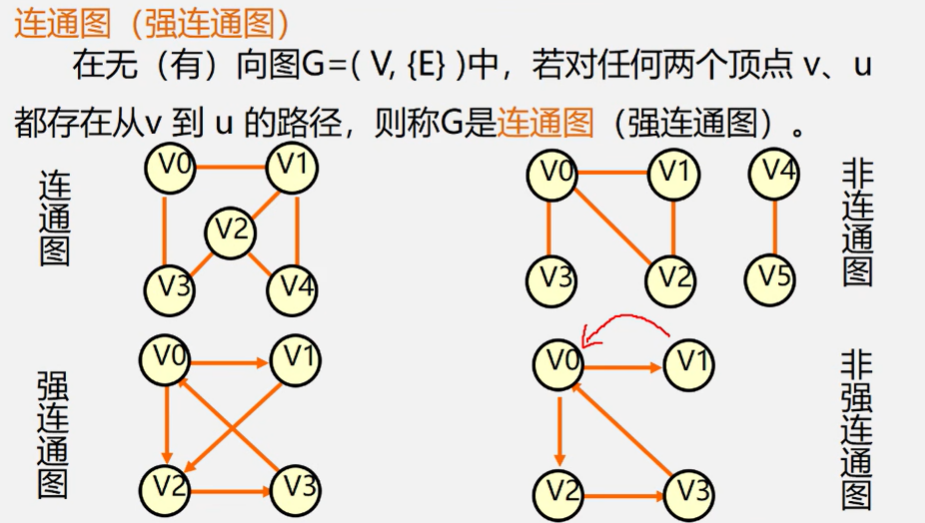 连通图（强连通图）
在无（有）向图G=( V, {E} )中，若对任何两个顶点 v、u
都存在从v 到 u 的路径，则称G是连通图（强连通图）。
连通图
V0
V1
V2
V3
V4
V0
V1
V4
V3
V2
V5
非连通图
强连通图
V0
V1
V2
V3
V0
V1
V2
V3
非强连通图